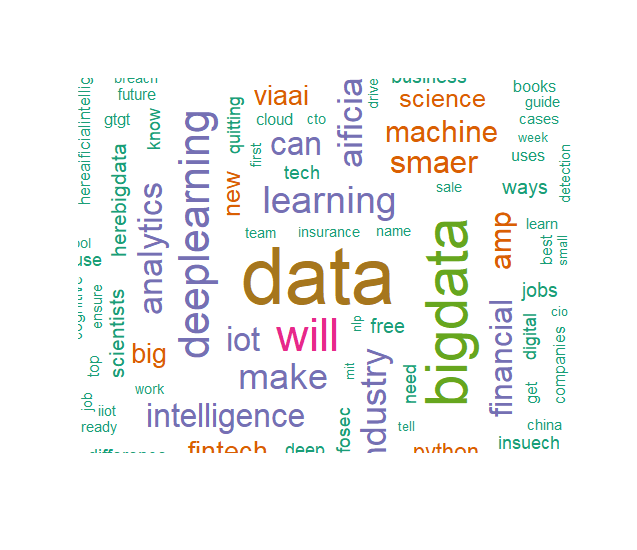 hereaificialintellig
breach
future
gtgt
know
quitting
viaai
cloud
cto
first
can
tech
aificia
drive
business
science
machine
smaer
sale
books
guide
cases
week
uses
detection
ways
herebigdata
analytics
deeplearning
new
learning
team
insurance
name
amp
learn
best
small
use
data
bigdata
jobs
cognitive
ensure
scientists
iot
will
nlp
free
financial
digital
cio
companies
top
big
make
mit
industry
need
get
job
iiot
work
ready
intelligence
fosec
tell
china
insuech
difference
fintech
deep
python